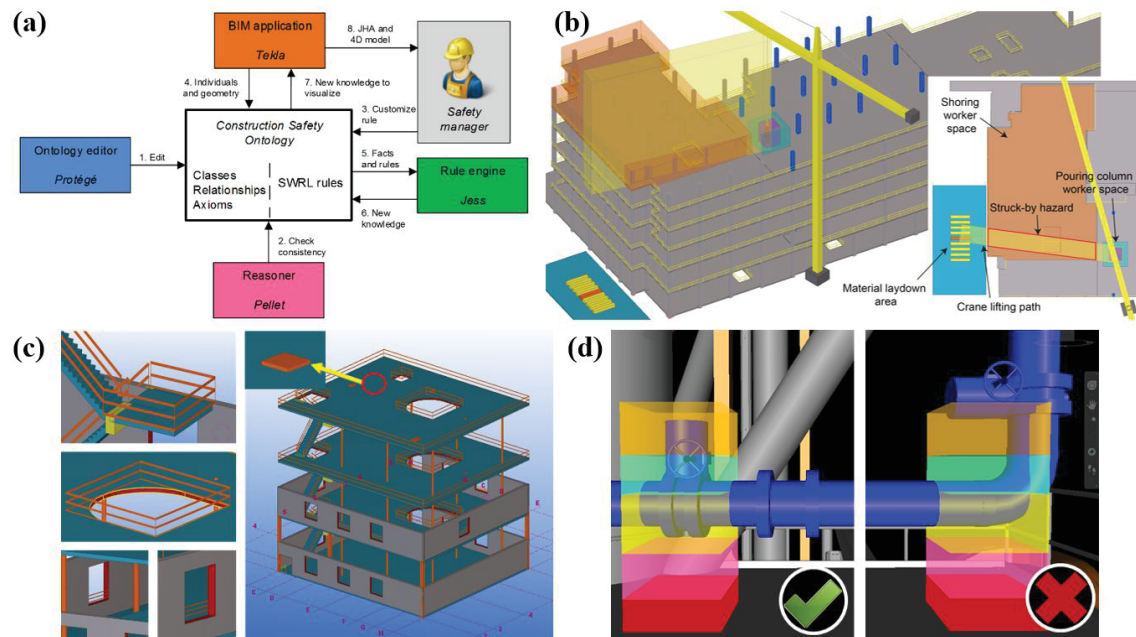 (a)
BIM application
Tekla
8. JHA and
4D model
4. Individuals
and geometry
7. New knowledge to
visualize
Safety
manager
3. Customize
rule
Construction Safety
Ontology
Ontology editor
Protégé
1. Edit
Classes
Relationships
Axioms
SWRL rules
5. Facts
and rules
Rule engine
Jess
6. New
knowledge
2. Check
consistency
Reasoner
Pellet
(b)
Shoring
worker
space
Pouring column
worker space
Struck-by hazard
Material laydown
area
Crane lifting path
(c)
(d)